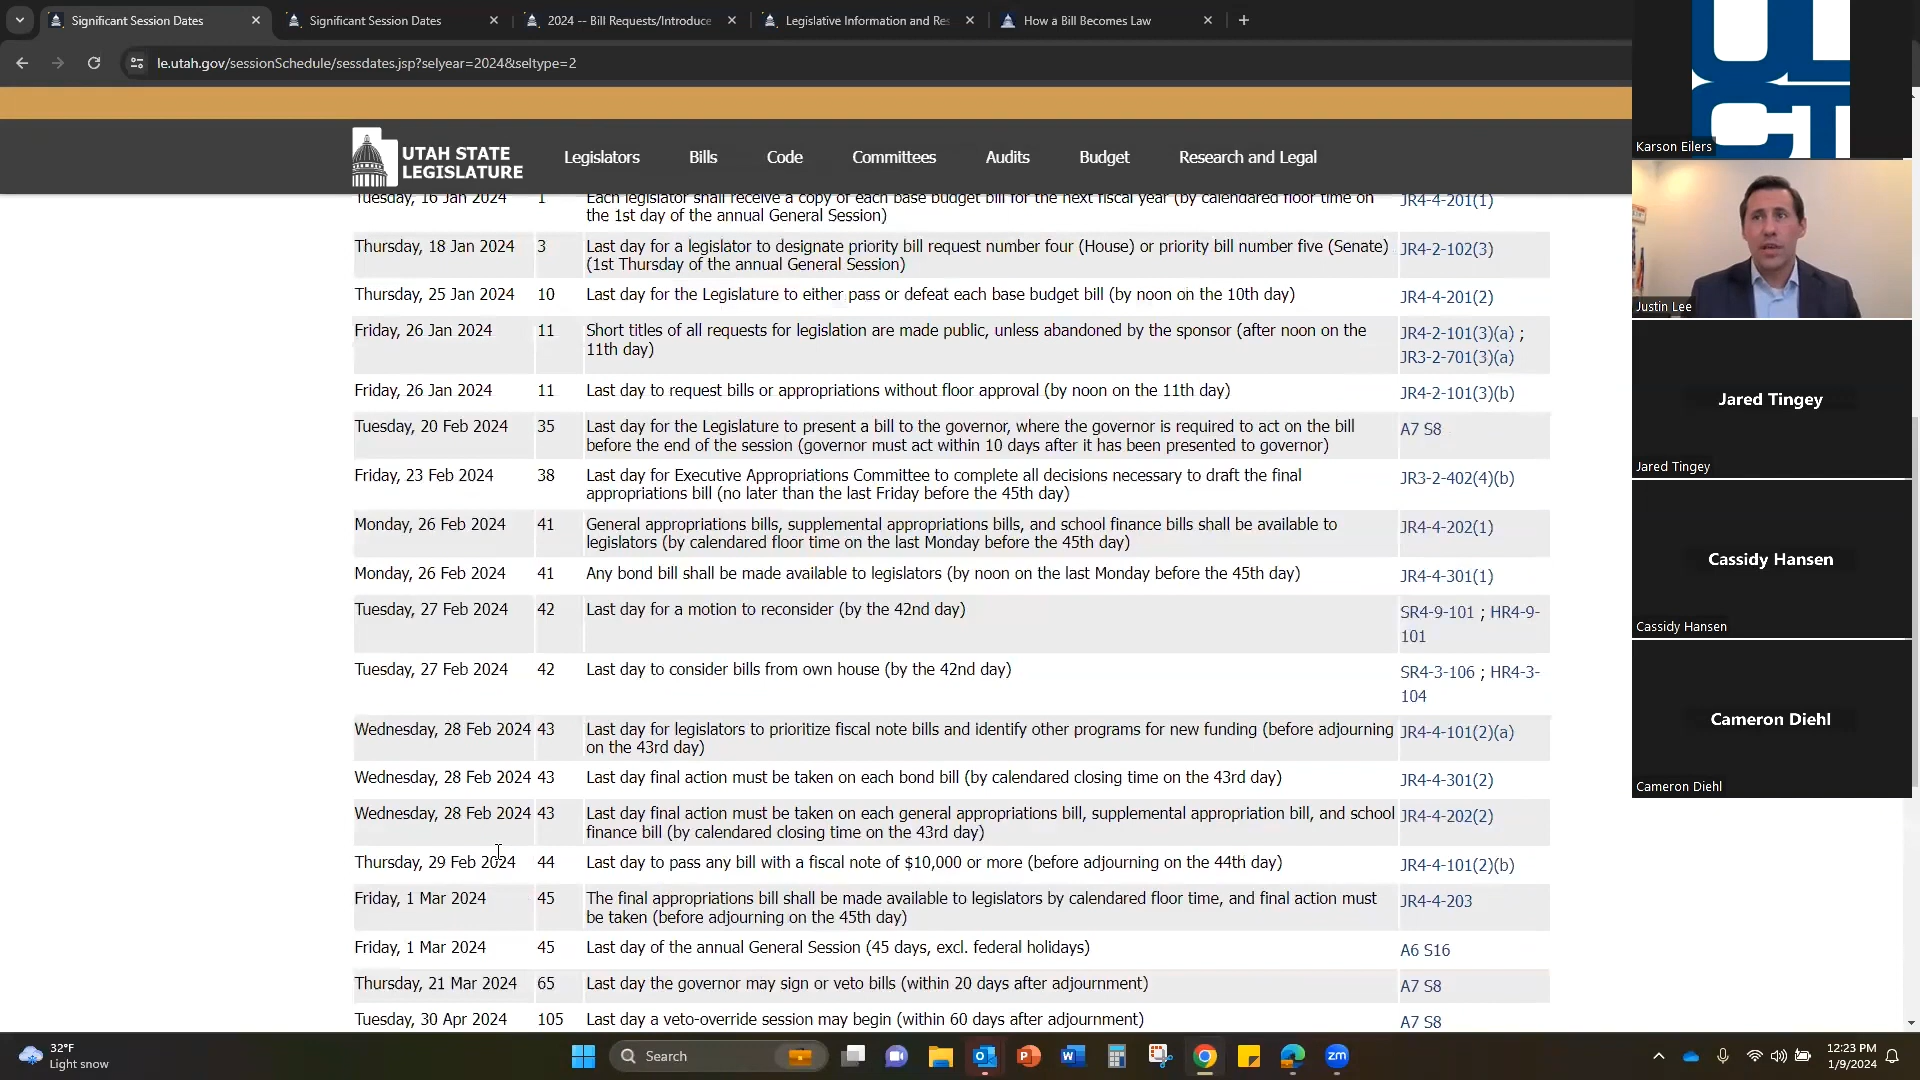 Significant Session Dates
Significant Session Dates
2024 -- Bill Requests/Introduce
Legislative Information and Res
How a Bill Becomes Law
le.utah.gov/sessionSchedule/sessdates.jsp?selyear=2024&seltype=2
UTAH STATE
LEGISLATURE
Legislators Bills Code Committees Audits Budget Research and Legal
Tuesday, 16 Jan 2024 1 Each legislator shall receive a copy of each base budget bill for the next fiscal year (by calendared floor time on JR4-4-201(1)
the 1st day of the annual General Session)
Thursday, 18 Jan 2024 3 Last day for a legislator to designate priority bill request number four (House) or priority bill number five (Senate) JR4-2-102(3)
(1st Thursday of the annual General Session)
Thursday, 25 Jan 2024 10 Last day for the Legislature to either pass or defeat each base budget bill (by noon on the 10th day) JR4-4-201(2)
Friday, 26 Jan 2024 11 Short titles of all requests for legislation are made public, unless abandoned by the sponsor (after noon on the JR4-2-101(3)(a) ;
11th day) JR3-2-701(3)(a)
Friday, 26 Jan 2024 11 Last day to request bills or appropriations without floor approval (by noon on the 11th day) JR4-2-101(3)(b)
Tuesday, 20 Feb 2024 35 Last day for the Legislature to present a bill to the governor, where the governor is required to act on the bill A7 S8
before the end of the session (governor must act within 10 days after it has been presented to governor)
Friday, 23 Feb 2024 38 Last day for Executive Appropriations Committee to complete all decisions necessary to draft the final JR3-2-402(4)(b)
appropriations bill (no later than the last Friday before the 45th day)
Monday, 26 Feb 2024 41 General appropriations bills, supplemental appropriations bills, and school finance bills shall be available to JR4-4-202(1)
legislators (by calendared floor time on the last Monday before the 45th day)
Monday, 26 Feb 2024 41 Any bond bill shall be made available to legislators (by noon on the last Monday before the 45th day) JR4-4-301(1)
Tuesday, 27 Feb 2024 42 Last day for a motion to reconsider (by the 42nd day) SR4-9-101 ; HR4-9-
101
Tuesday, 27 Feb 2024 42 Last day to consider bills from own house (by the 42nd day) SR4-3-106 ; HR4-3-
104
Wednesday, 28 Feb 2024 43 Last day for legislators to prioritize fiscal note bills and identify other programs for new funding (before adjourning JR4-4-101(2)(a)
on the 43rd day)
Wednesday, 28 Feb 2024 43 Last day final action must be taken on each bond bill (by calendared closing time on the 43rd day) JR4-4-301(2)
Wednesday, 28 Feb 2024 43 Last day final action must be taken on each general appropriations bill, supplemental appropriation bill, and school JR4-4-202(2)
finance bill (by calendared closing time on the 43rd day)
Thursday, 29 Feb 2024 44 Last day to pass any bill with a fiscal note of $10,000 or more (before adjourning on the 44th day) JR4-4-101(2)(b)
Friday, 1 Mar 2024 45 The final appropriations bill shall be made available to legislators by calendared floor time, and final action must JR4-4-203
be taken (before adjourning on the 45th day)
Friday, 1 Mar 2024 45 Last day of the annual General Session (45 days, excl. federal holidays) A6 S16
Thursday, 21 Mar 2024 65 Last day the governor may sign or veto bills (within 20 days after adjournment) A7 S8
Tuesday, 30 Apr 2024 105 Last day a veto-override session may begin (within 60 days after adjournment) A7 S8
Karson Eilers
Justin Lee
Jared Tingey
Jared Tingey
Cassidy Hansen
Cassidy Hansen
Cameron Diehl
Cameron Diehl
32°F
Light snow
Search
zm
12:23 PM
1/9/2024